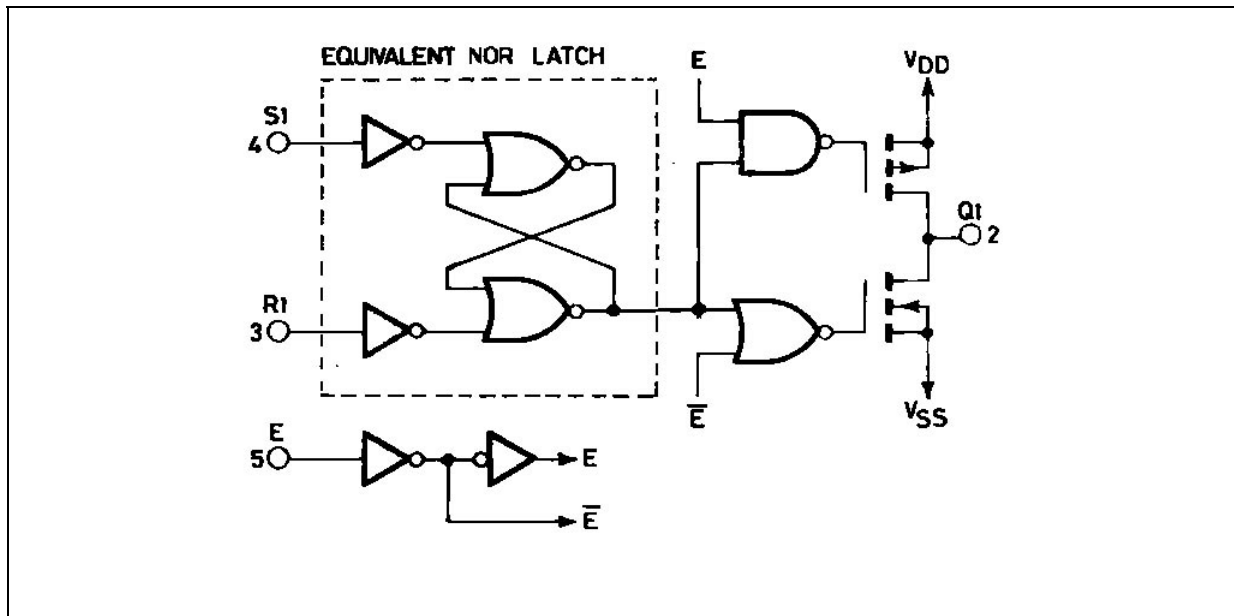 EQUIVALENT NOR LATCH
E
VDD
S1
4
Q1
2
R1
3
E̅
VSS
E
5
E
E̅